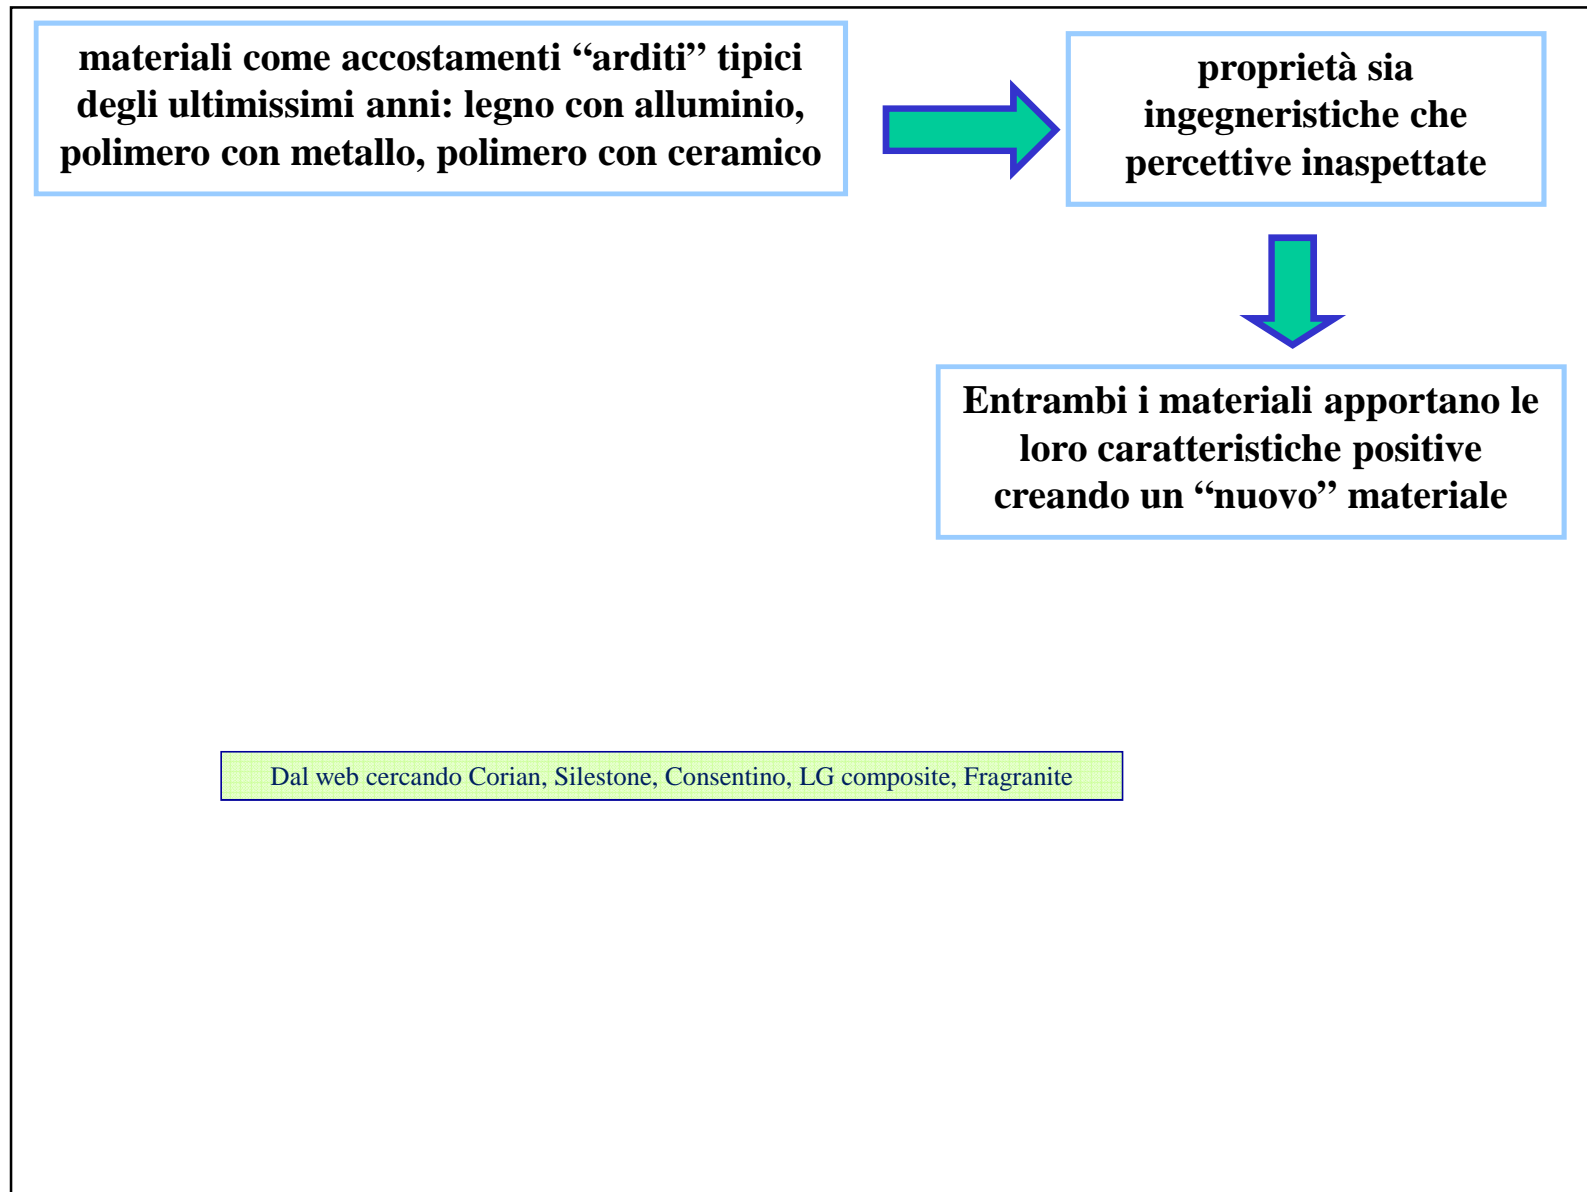 materiali come accostamenti “arditi” tipici
degli ultimissimi anni: legno con alluminio,
polimero con metallo, polimero con ceramico
proprietà sia
ingegneristiche che
percettive inaspettate
Entrambi i materiali apportano le
loro caratteristiche positive
creando un “nuovo” materiale
Dal web cercando Corian, Silestone, Consentino, LG composite, Fragranite